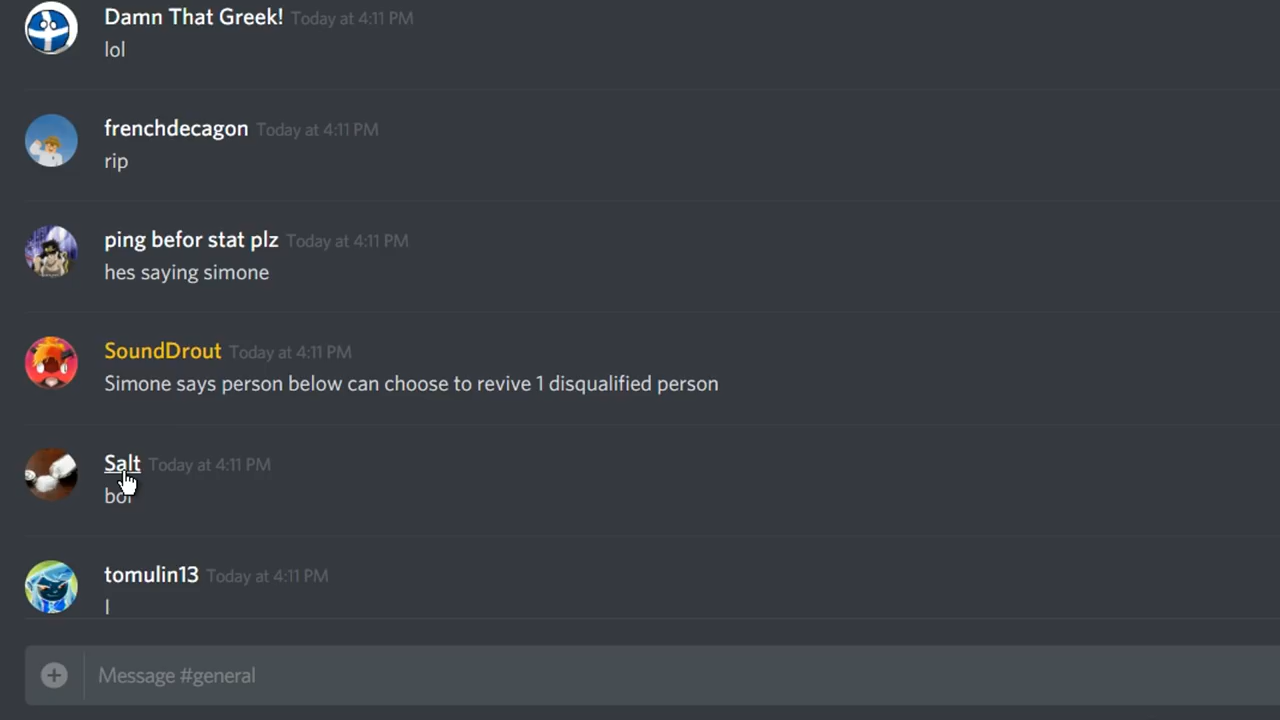 Damn That Greek! Today at 4:11 PM
lol
frenchdecagon Today at 4:11 PM
rip
ping befor stat plz Today at 4:11 PM
hes saying simone
SoundDrout Today at 4:11 PM
Simone says person below can choose to revive 1 disqualified person
Salt Today at 4:11 PM
tomulin13 Today at 4:11 PM
I
Message #general